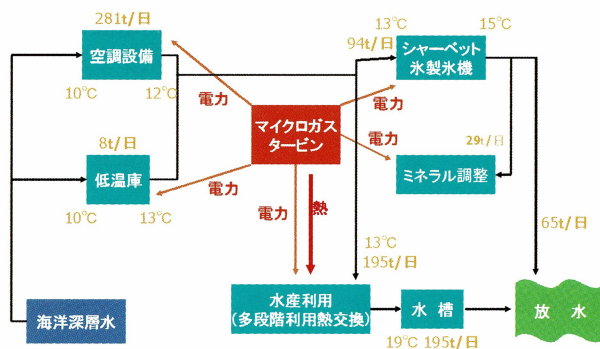 281t/日
空調設備
10℃
12℃
8t/日
低温庫
10℃
13℃
海洋深層水
電力
マイクロガス
タービン
電力
電力
電力
電力
熱
13℃
15℃
94t/日
シャーベット
氷製氷機
29t/日
ミネラル調整
65t/日
13℃
195t/日
水産利用
(多段階利用熱交換)
水 槽
19℃ 195t/日
放 水